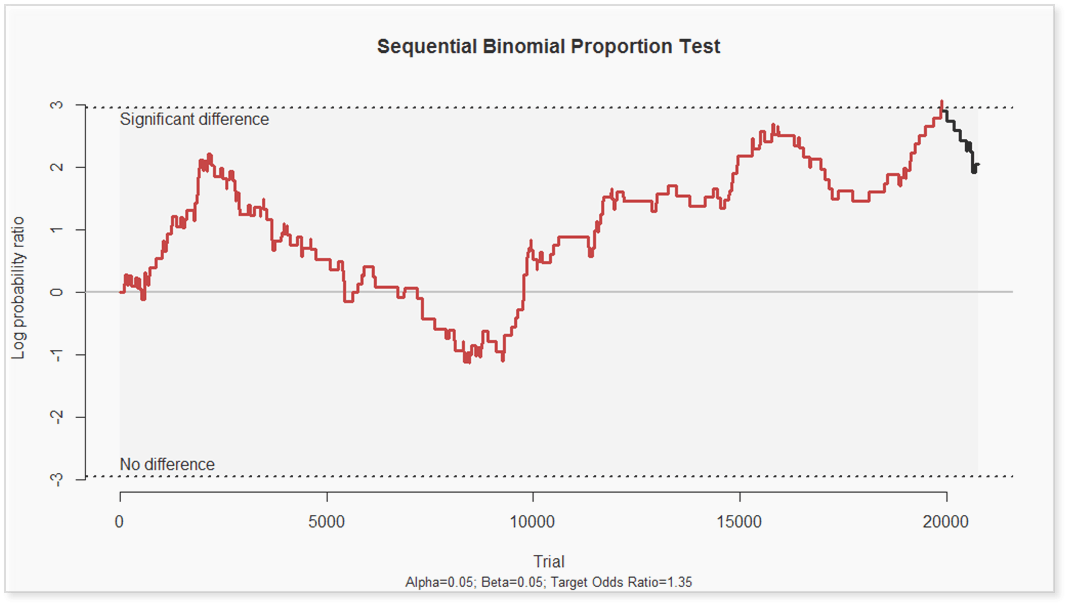 Sequential Binomial Proportion Test
Log probability ratio
3
2
1
0
-1
-2
-3
Significant difference
No difference
0 5000 10000 15000 20000
Trial
Alpha=0.05; Beta=0.05; Target Odds Ratio=1.35